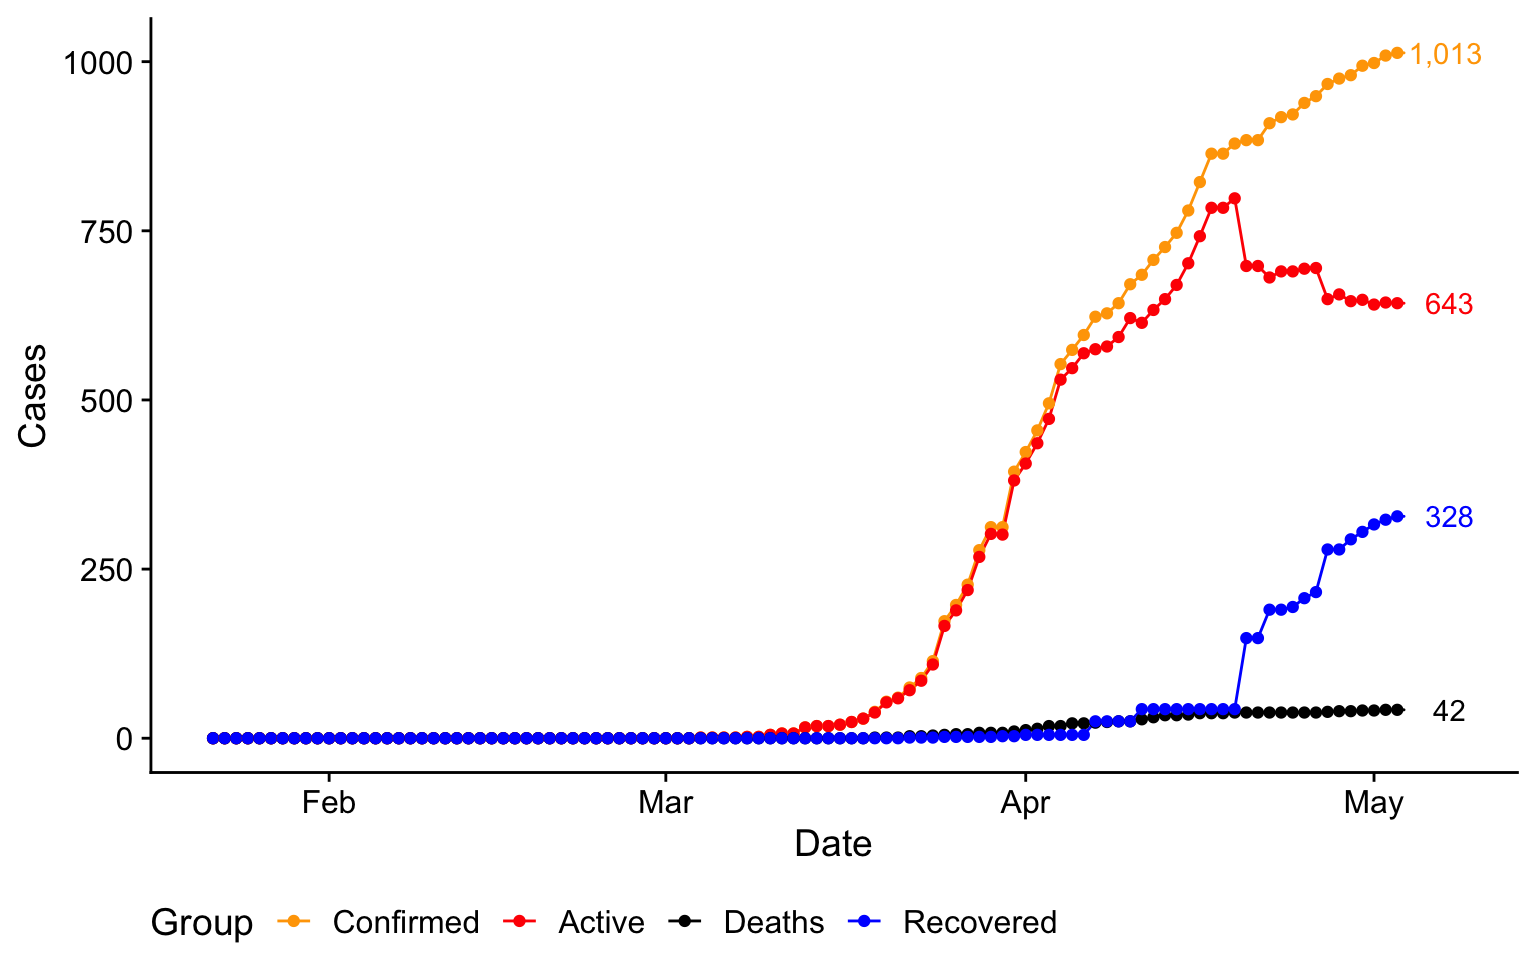 1000
750
500
250
0
Cases
1,013
643
328
42
Feb Mar Apr May
Date
Group Confirmed Active Deaths Recovered